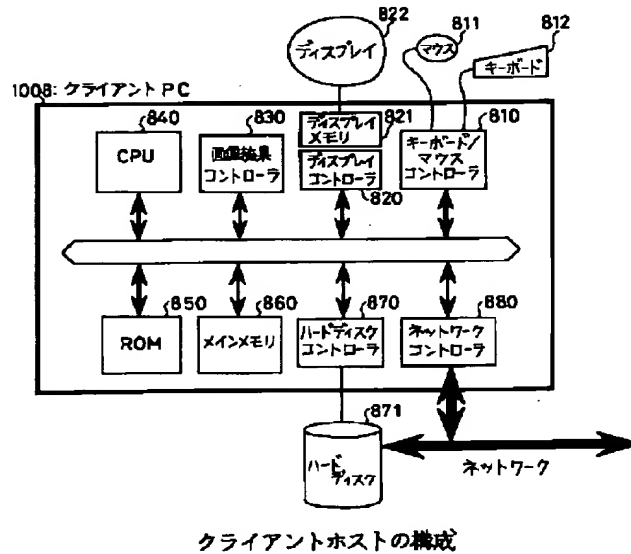 822
ディスプレイ
811
マウス
812
キーボード
1008: クライアント PC
840
CPU
830
コントローラ
ディスプレイ
メモリ
821
ディスプレイ
コントローラ
820
810
キーボード/
マウス
コントローラ
850
ROM
860
メインメモリ
870
ハードディスク
コントローラ
880
ネットワーク
コントローラ
871
ハード
ディスク
ネットワーク
クライアントホストの構成